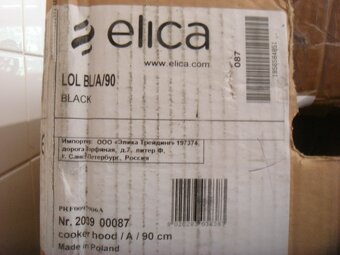 elica
www.elica.com
087
LOL BL/A/90
BLACK
Импортер: ООО «Элика Трейдинг» 197374,
дорога Торфяная, д.7, литер Ф,
г. Санкт-Петербург, Россия
Nr. 2039 00087
cooker hood / A / 90 cm
Made in Poland